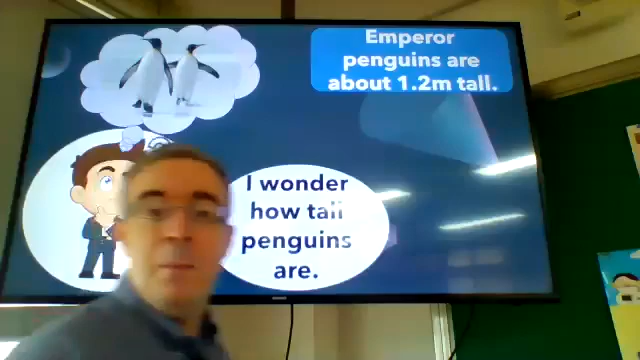 Emperor
penguins are
about 1.2m tall.
I wonder
how tall
penguins
are.